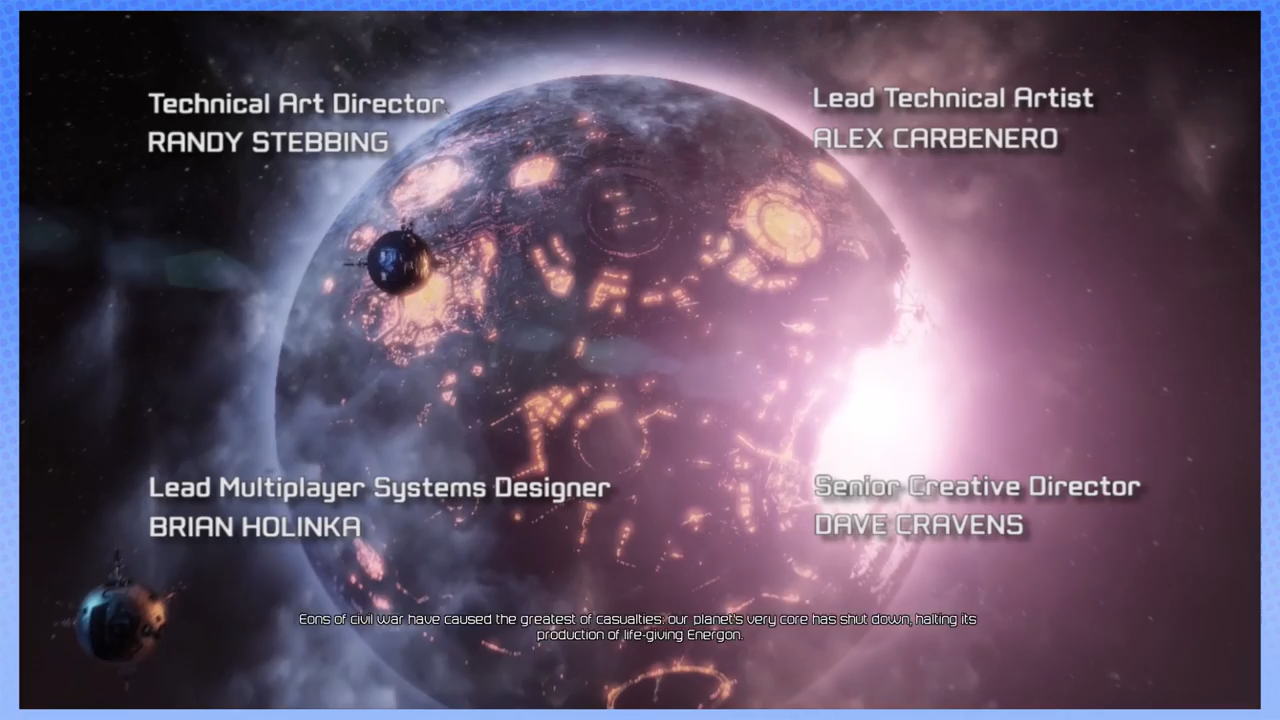 Technical Art Director
RANDY STEBBING
Lead Technical Artist
ALEX CARBENERO
Lead Multiplayer Systems Designer
BRIAN HOLINKA
Senior Creative Director
DAVE CRAVENS
Eons of civil war have caused the greatest of casualties: our planet's very core has shut down, halting its
production of life-giving Energon.